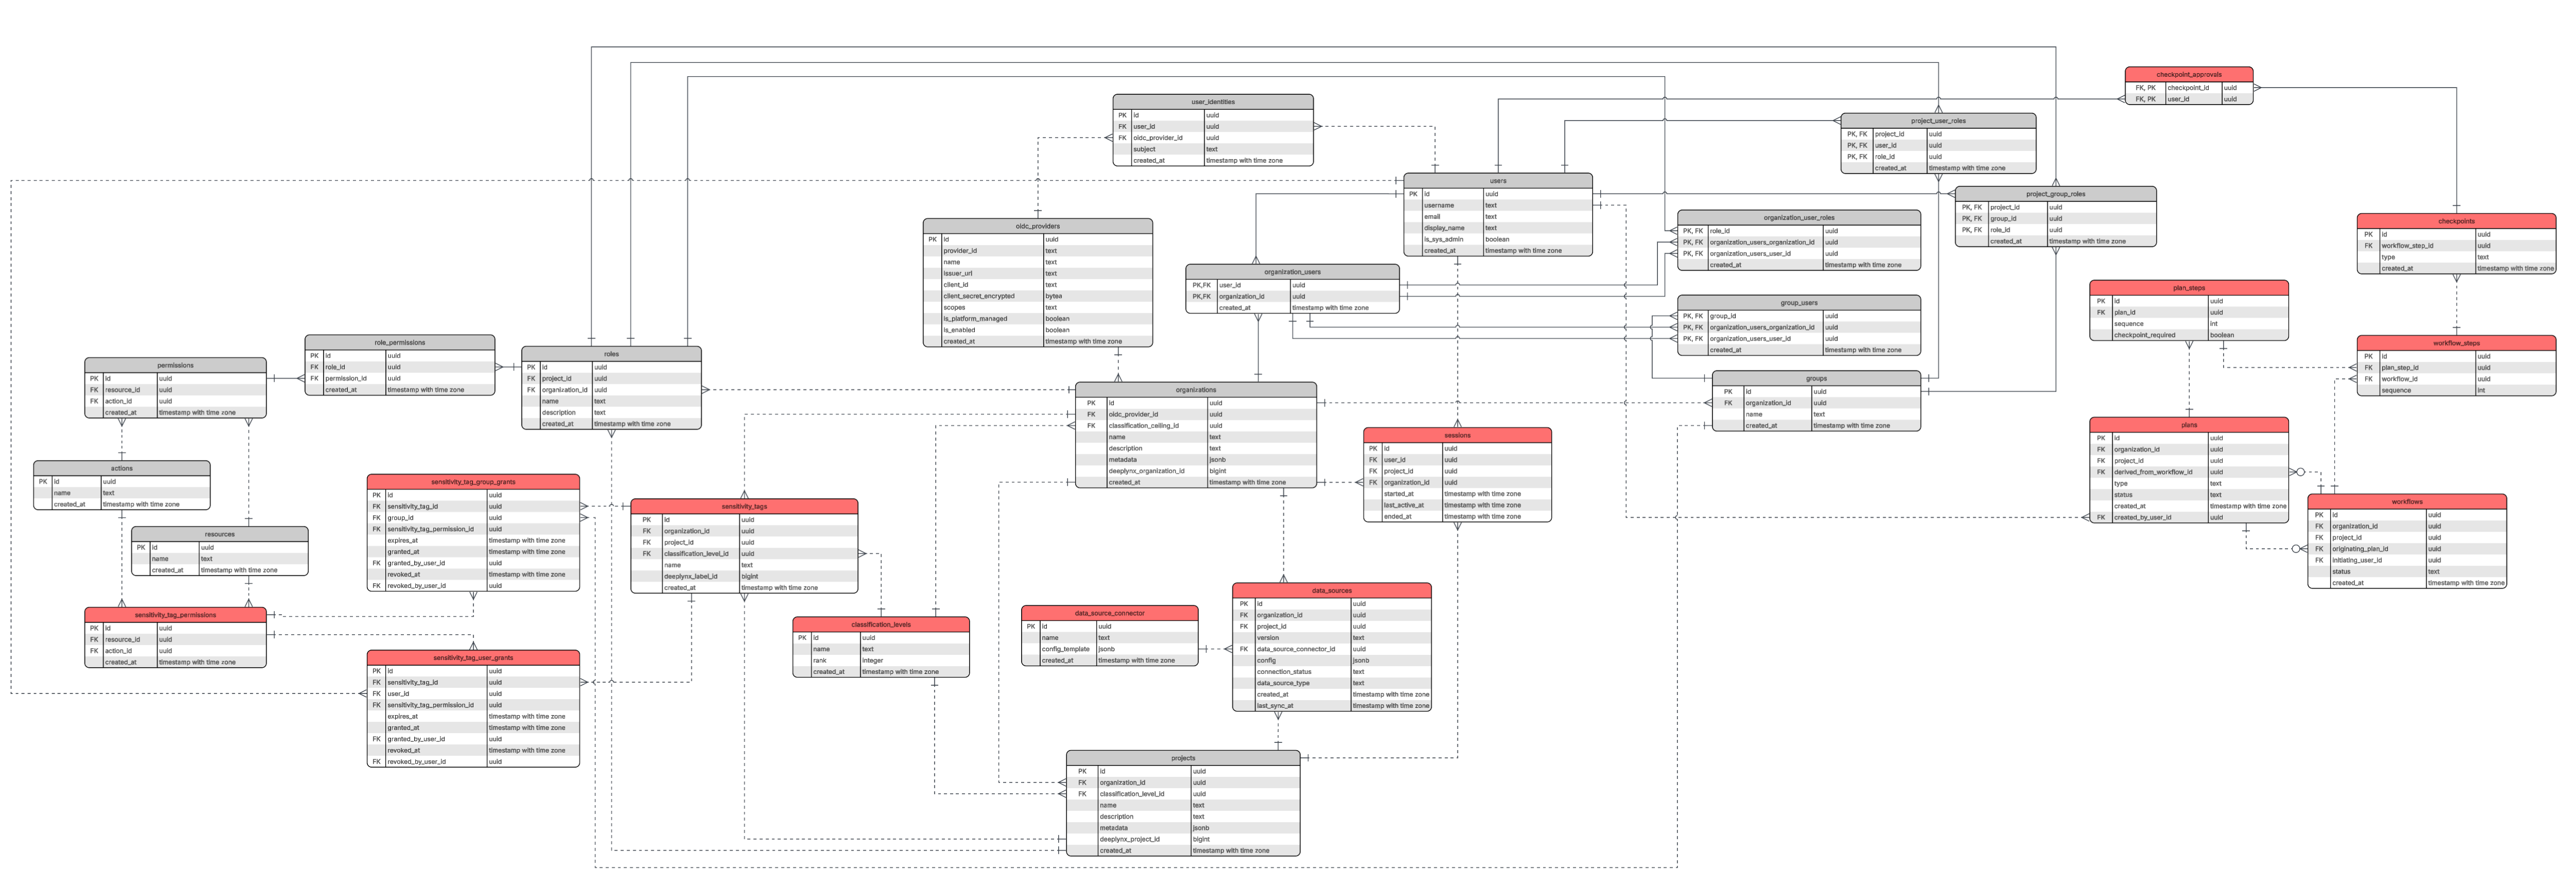 checkpoint_approvals
FK, PK checkpoint_id uuid
FK, PK user_id uuid
user_identities
PK id uuid
FK user_id uuid
FK oidc_provider_id uuid
subject text
created_at timestamp with time zone
project_user_roles
PK, FK project_id uuid
PK, FK user_id uuid
PK, FK role_id uuid
created_at timestamp with time zone
users
PK id uuid
username text
email text
display_name text
is_sys_admin boolean
created_at timestamp with time zone
project_group_roles
PK, FK project_id uuid
PK, FK group_id uuid
PK, FK role_id uuid
created_at timestamp with time zone
organization_user_roles
PK, FK role_id uuid
PK, FK organization_users_organization_id uuid
PK, FK organization_users_user_id uuid
created_at timestamp with time zone
checkpoints
PK id uuid
FK workflow_step_id uuid
type text
created_at timestamp with time zone
oidc_providers
PK id uuid
provider_id text
name text
issuer_url text
client_id text
client_secret_encrypted bytea
scopes text
is_platform_managed boolean
is_enabled boolean
created_at timestamp with time zone
organization_users
PK,FK user_id uuid
PK,FK organization_id uuid
created_at timestamp with time zone
group_users
PK, FK group_id uuid
PK, FK organization_users_organization_id uuid
PK, FK organization_users_user_id uuid
created_at timestamp with time zone
plan_steps
PK id uuid
FK plan_id uuid
sequence int
checkpoint_required boolean
role_permissions
PK id uuid
FK role_id uuid
FK permission_id uuid
created_at timestamp with time zone
workflow_steps
PK id uuid
FK plan_step_id uuid
FK workflow_id uuid
sequence int
permissions
PK id uuid
FK resource_id uuid
FK action_id uuid
created_at timestamp with time zone
roles
PK id uuid
FK project_id uuid
FK organization_id uuid
name text
description text
created_at timestamp with time zone
groups
PK id uuid
FK organization_id uuid
name text
created_at timestamp with time zone
organizations
PK id uuid
FK oidc_provider_id uuid
FK classification_ceiling_id uuid
name text
description text
metadata jsonb
deeplynx_organization_id bigint
created_at timestamp with time zone
plans
PK id uuid
FK organization_id uuid
FK project_id uuid
FK derived_from_workflow_id uuid
type text
status text
created_at timestamp with time zone
FK created_by_user_id uuid
sessions
PK id uuid
FK user_id uuid
FK project_id uuid
FK organization_id uuid
started_at timestamp with time zone
last_active_at timestamp with time zone
ended_at timestamp with time zone
actions
PK id uuid
name text
created_at timestamp with time zone
sensitivity_tag_group_grants
PK id uuid
FK sensitivity_tag_id uuid
FK group_id uuid
FK sensitivity_tag_permission_id uuid
expires_at timestamp with time zone
granted_at timestamp with time zone
FK granted_by_user_id uuid
revoked_at timestamp with time zone
FK revoked_by_user_id uuid
workflows
PK id uuid
FK organization_id uuid
FK project_id uuid
FK originating_plan_id uuid
FK initiating_user_id uuid
status text
created_at timestamp with time zone
sensitivity_tags
PK id uuid
FK organization_id uuid
FK project_id uuid
FK classification_level_id uuid
name text
deeplynx_label_id bigint
created_at timestamp with time zone
resources
PK id uuid
name text
created_at timestamp with time zone
data_sources
PK id uuid
FK organization_id uuid
FK project_id uuid
version text
FK data_source_connector_id uuid
config jsonb
connection_status text
data_source_type text
created_at timestamp with time zone
last_sync_at timestamp with time zone
data_source_connector
PK id uuid
name text
config_template jsonb
created_at timestamp with time zone
sensitivity_tag_permissions
PK id uuid
FK resource_id uuid
FK action_id uuid
created_at timestamp with time zone
classification_levels
PK id uuid
name text
rank integer
created_at timestamp with time zone
sensitivity_tag_user_grants
PK id uuid
FK sensitivity_tag_id uuid
FK user_id uuid
FK sensitivity_tag_permission_id uuid
expires_at timestamp with time zone
granted_at timestamp with time zone
FK granted_by_user_id uuid
revoked_at timestamp with time zone
FK revoked_by_user_id uuid
projects
PK id uuid
FK organization_id uuid
FK classification_level_id uuid
name text
description text
metadata jsonb
deeplynx_project_id bigint
created_at timestamp with time zone